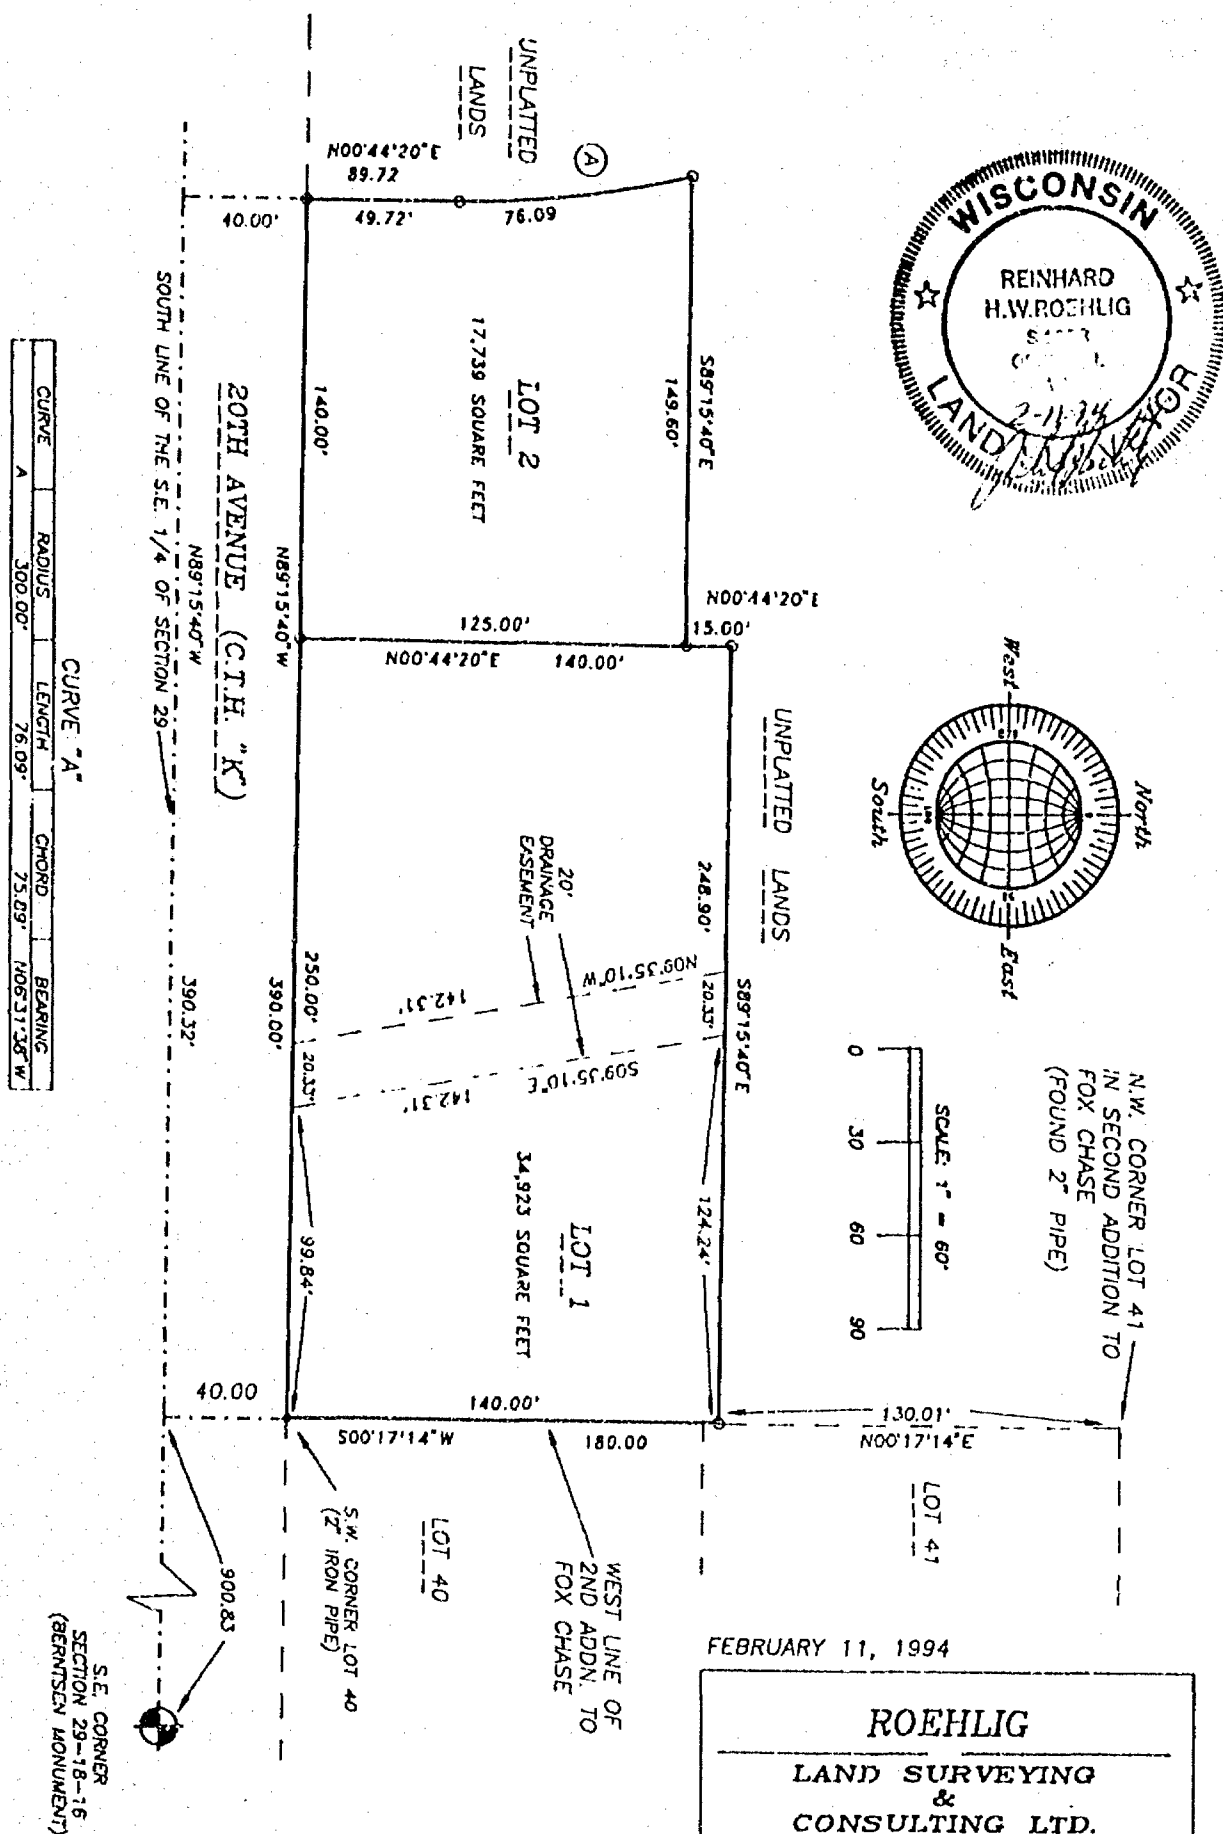 WISCONSIN
LAND
REINHARD
H.W.ROEHLIG
2-11-94
UNPLATTED
LANDS
A
N00°44'20"E
89.72
49.72'
76.09
40.00'
SOUTH LINE OF THE S.E. 1/4 OF SECTION 29
N89°15'40"W
390.32'
20TH AVENUE (C.T.H. "K")
140.00'
N89°15'40"W
LOT 2
17,739 SQUARE FEET
S89°15'40"E
149.60'
N00°44'20"E
15.00'
125.00'
N00°44'20"E 140.00'
UNPLATTED LANDS
248.90'
S89°15'40"E
20'
DRAINAGE
EASEMENT
N09°35'10"W
142.31'
20.33'
S09°35'10"E
142.31'
250.00'
390.00'
20.33'
99.84'
124.24'
LOT 1
34,923 SQUARE FEET
40.00
140.00'
S00°17'14"W
180.00
130.01'
N00°17'14"E
LOT 41
LOT 40
S.W. CORNER LOT 40
(2" IRON PIPE)
WEST LINE OF
2ND ADDN. TO
FOX CHASE
900.83
S.E. CORNER
SECTION 29-18-16
(BERNTSEN MONUMENT)
North
South
East
West
SCALE: 1" = 60'
0 30 60 90
N.W. CORNER LOT 41
IN SECOND ADDITION TO
FOX CHASE
(FOUND 2" PIPE)
CURVE "A"
CURVE RADIUS LENGTH CHORD BEARING
A 300.00' 76.09' 75.89' N06°31'38"W
FEBRUARY 11, 1994
ROEHLIG
LAND SURVEYING
&
CONSULTING LTD.